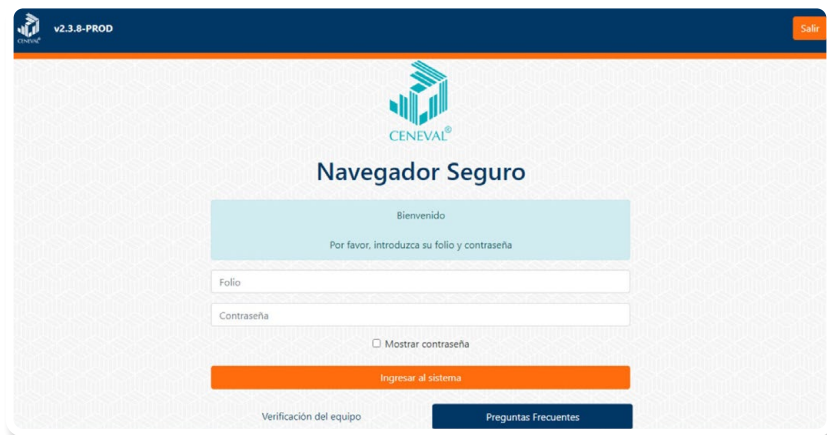 CENEVAL®
v2.3.8-PROD
Salir
CENEVAL®
Navegador Seguro
Bienvenido
Por favor, introduzca su folio y contraseña
Folio
Contraseña
Mostrar contraseña
Ingresar al sistema
Verificación del equipo
Preguntas Frecuentes